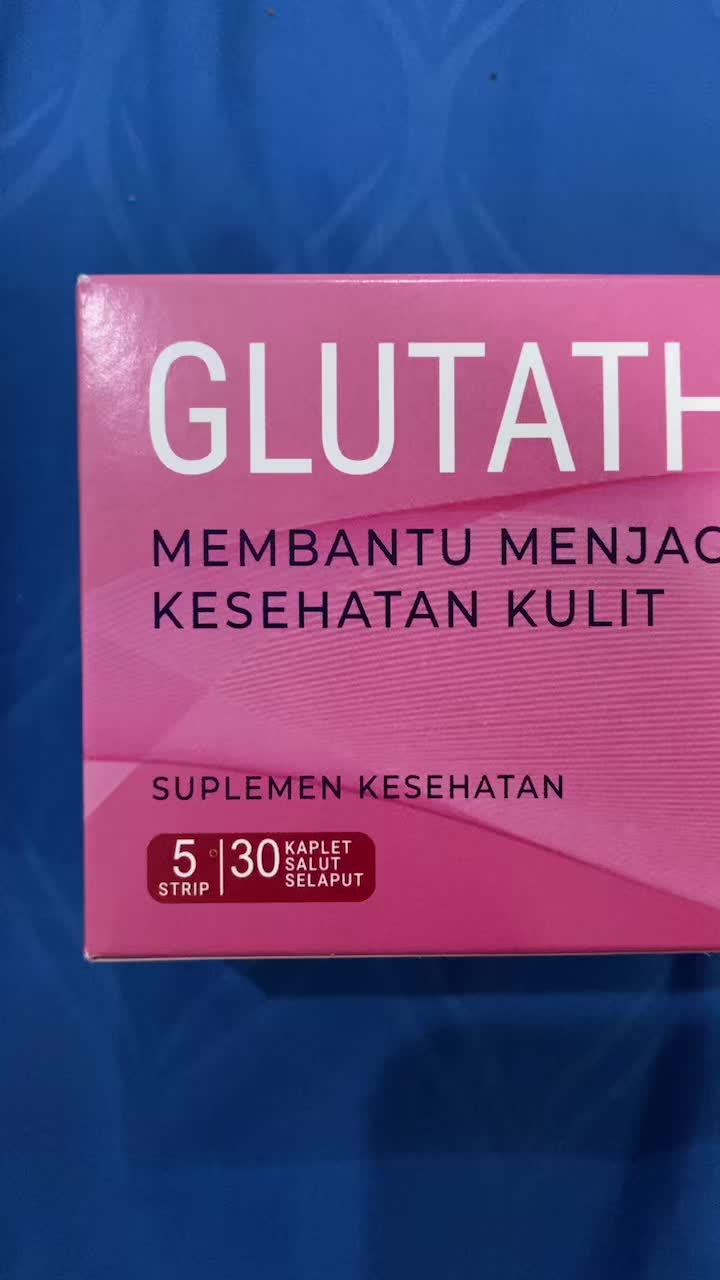 GLUTATH
MEMBANTU MENJAG
KESEHATAN KULIT
SUPLEMEN KESEHATAN
5 STRIP
30 KAPLET
SALUT
SELAPUT